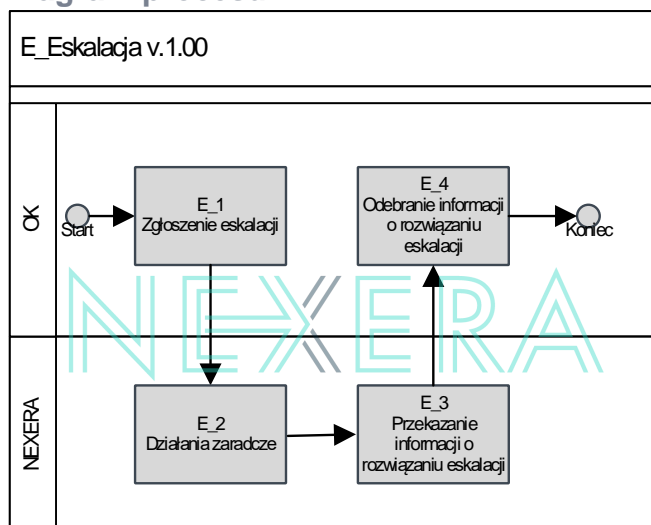 E_Eskalacja v.1.00
OK
Start
E_1
Zgłoszenie eskalacji
E_4
Odebranie informacji
o rozwiązaniu
eskalacji
Koniec
NEXERA
NEXERA
E_2
Działania zaradcze
E_3
Przekazanie
informacji o
rozwiązaniu eskalacji